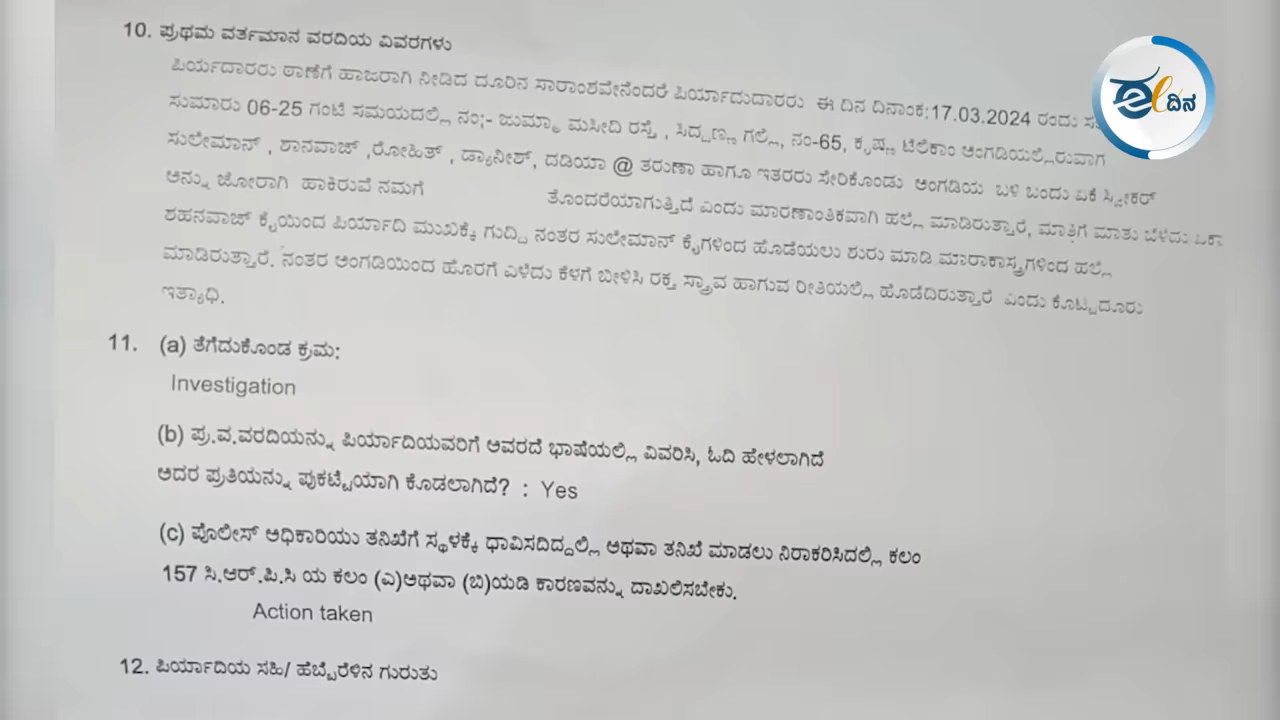 10. ಪ್ರಥಮ ವರ್ತಮಾನ ವರದಿಯ ವಿವರಗಳು
ಪಿರ್ಯದಾರರು ಠಾಣೆಗೆ ಹಾಜರಾಗಿ ನೀಡಿದ ದೂರಿನ ಸಾರಾಂಶವೇನೆಂದರೆ ಪಿರ್ಯಾದುದಾರರು ಈ ದಿನ ದಿನಾಂಕ:17.03.2024 ರಂದು
ಸುಮಾರು 06-25 ಗಂಟೆ ಸಮಯದಲ್ಲಿ ನಂ;- ಜುಮ್ಮಾ ಮಸೀದಿ ರಸ್ತೆ , ಸಿದ್ದಣ್ಣ ಗಲ್ಲಿ, ನಂ-65, ಕೃಷ್ಣ ಟೆಲಿಕಾಂ ಅಂಗಡಿಯಲ್ಲಿರುವಾಗ
ಸುಲೇಮಾನ್ , ಶಾನವಾಜ್ ,ರೋಹಿತ್ , ಡ್ಯಾನೀಶ್, ದಡಿಯಾ @ ತರುಣಾ ಹಾಗೂ ಇತರರು ಸೇರಿಕೊಂಡು ಅಂಗಡಿಯ ಬಳಿ ಬಂದು ಏಕೆ ಸ್ಪೀಕರ್
ಅನ್ನು ಜೋರಾಗಿ ಹಾಕಿರುವೆ ನಮಗೆ ತೊಂದರೆಯಾಗುತ್ತಿದೆ ಎಂದು ಮಾರಣಾಂತಿಕವಾಗಿ ಹಲ್ಲೆ ಮಾಡಿರುತ್ತಾರೆ, ಮಾತಿಗೆ ಮಾತು ಬೆಳೆದು ಏಕಾ
ಶಹನವಾಜ್ ಕೈಯಿಂದ ಪಿರ್ಯಾದಿ ಮುಖಕ್ಕೆ ಗುದ್ದಿ ನಂತರ ಸುಲೇಮಾನ್ ಕೈಗಳಿಂದ ಹೊಡೆಯಲು ಶುರು ಮಾಡಿ ಮಾರಾಕಾಸ್ತ್ರಗಳಿಂದ ಹಲ್ಲೆ
ಮಾಡಿರುತ್ತಾರೆ. ನಂತರ ಅಂಗಡಿಯಿಂದ ಹೊರಗೆ ಎಳೆದು ಕೆಳಗೆ ಬೀಳಿಸಿ ರಕ್ತ ಸ್ತ್ರಾವ ಹಾಗುವ ರೀತಿಯಲ್ಲಿ ಹೊಡೆದಿರುತ್ತಾರೆ ಎಂದು ಕೊಟ್ಟದೂರು
ಇತ್ಯಾಧಿ.
11. (a) ತೆಗೆದುಕೊಂಡ ಕ್ರಮ:
Investigation
(b) ಪ್ರ.ವ.ವರದಿಯನ್ನು ಪಿರ್ಯಾದಿಯವರಿಗೆ ಅವರದೆ ಭಾಷೆಯಲ್ಲಿ ವಿವರಿಸಿ, ಓದಿ ಹೇಳಲಾಗಿದೆ
ಅದರ ಪ್ರತಿಯನ್ನು ಪುಕಟ್ಟೆಯಾಗಿ ಕೊಡಲಾಗಿದೆ? : Yes
(c) ಪೊಲೀಸ್ ಅಧಿಕಾರಿಯು ತನಿಖೆಗೆ ಸ್ಥಳಕ್ಕೆ ಧಾವಿಸದಿದ್ದಲ್ಲಿ ಅಥವಾ ತನಿಖೆ ಮಾಡಲು ನಿರಾಕರಿಸಿದಲ್ಲಿ ಕಲಂ
157 ಸಿ.ಆರ್.ಪಿ.ಸಿ ಯ ಕಲಂ (ಎ)ಅಥವಾ (ಬಿ)ಯಡಿ ಕಾರಣವನ್ನು ದಾಖಲಿಸಬೇಕು.
Action taken
12. ಪಿರ್ಯಾದಿಯ ಸಹಿ/ ಹೆಬ್ಬೆರೆಳಿನ ಗುರುತು
ದಿನ